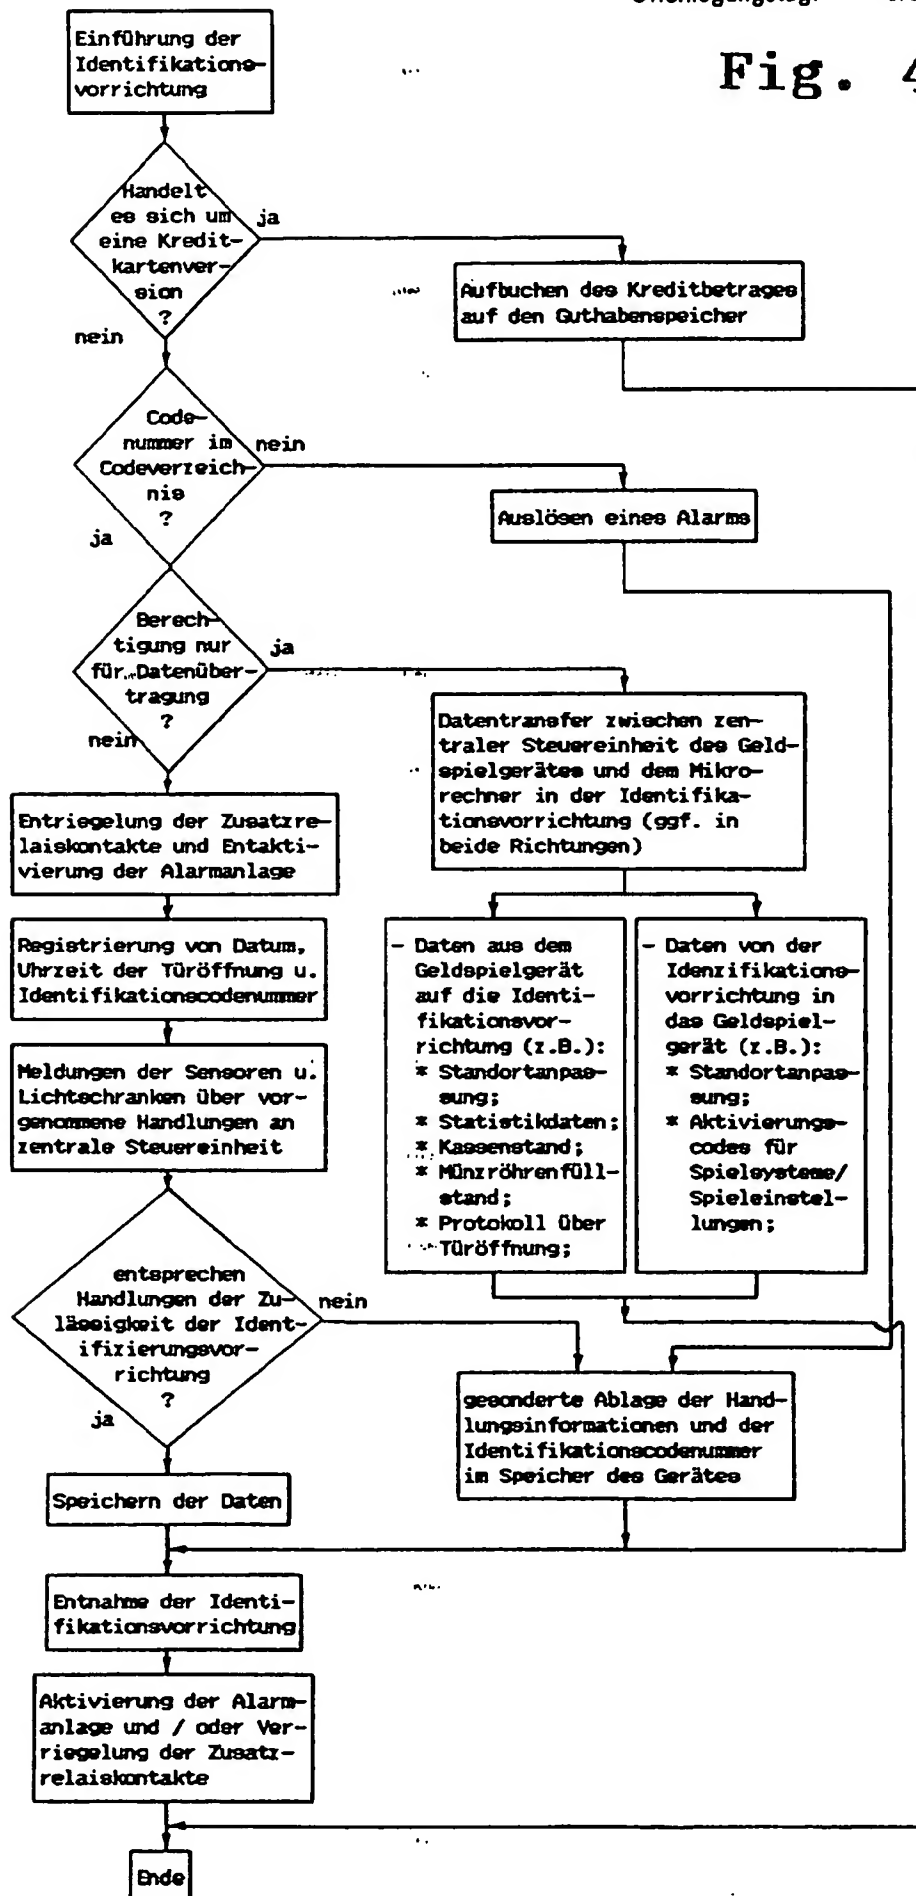 Fig. 4
Einführung der
Identifikations-
vorrichtung
Handelt
es sich um
eine Kredit-
kartenver-
sion
?
ja
nein
Aufbuchen des Kreditbetrages
auf den Guthabenspeicher
Code-
nummer im
Codeverzeich-
nis
?
nein
ja
Auslösen eines Alarms
Berech-
tigung nur
für Datenüber-
tragung
?
ja
nein
Datentransfer zwischen zen-
traler Steuereinheit des Geld-
spielgerätes und dem Mikro-
rechner in der Identifika-
tionsvorrichtung (ggf. in
beide Richtungen)
Entriegelung der Zusatzre-
laiskontakte und Entakti-
vierung der Alarmanlage
Registrierung von Datum,
Uhrzeit der Türöffnung u.
Identifikationscodenummer
Meldungen der Sensoren u.
Lichtschranken über vor-
genommene Handlungen an
zentrale Steuereinheit
- Daten aus dem
Geldspielgerät
auf die Identi-
fikationsvor-
richtung (z.B.):
* Standortanpas-
sung;
* Statistikdaten;
* Kassenstand;
* Münzröhrenfüll-
stand;
* Protokoll über
Türöffnung;
- Daten von der
Idenzifikations-
vorrichtung in
das Geldspiel-
gerät (z.B.):
* Standortanpas-
sung;
* Aktivierungs-
codes für
Spielsysteme/
Spieleinstel-
lungen;
entsprechen
Handlungen der Zu-
lässigkeit der Ident-
ifizierungsvor-
richtung
?
nein
ja
gesonderte Ablage der Hand-
lungsinformationen und der
Identifikationscodenummer
im Speicher des Gerätes
Speichern der Daten
Entnahme der Identi-
fikationsvorrichtung
Aktivierung der Alarm-
anlage und / oder Ver-
riegelung der Zusatz-
relaiskontakte
Ende